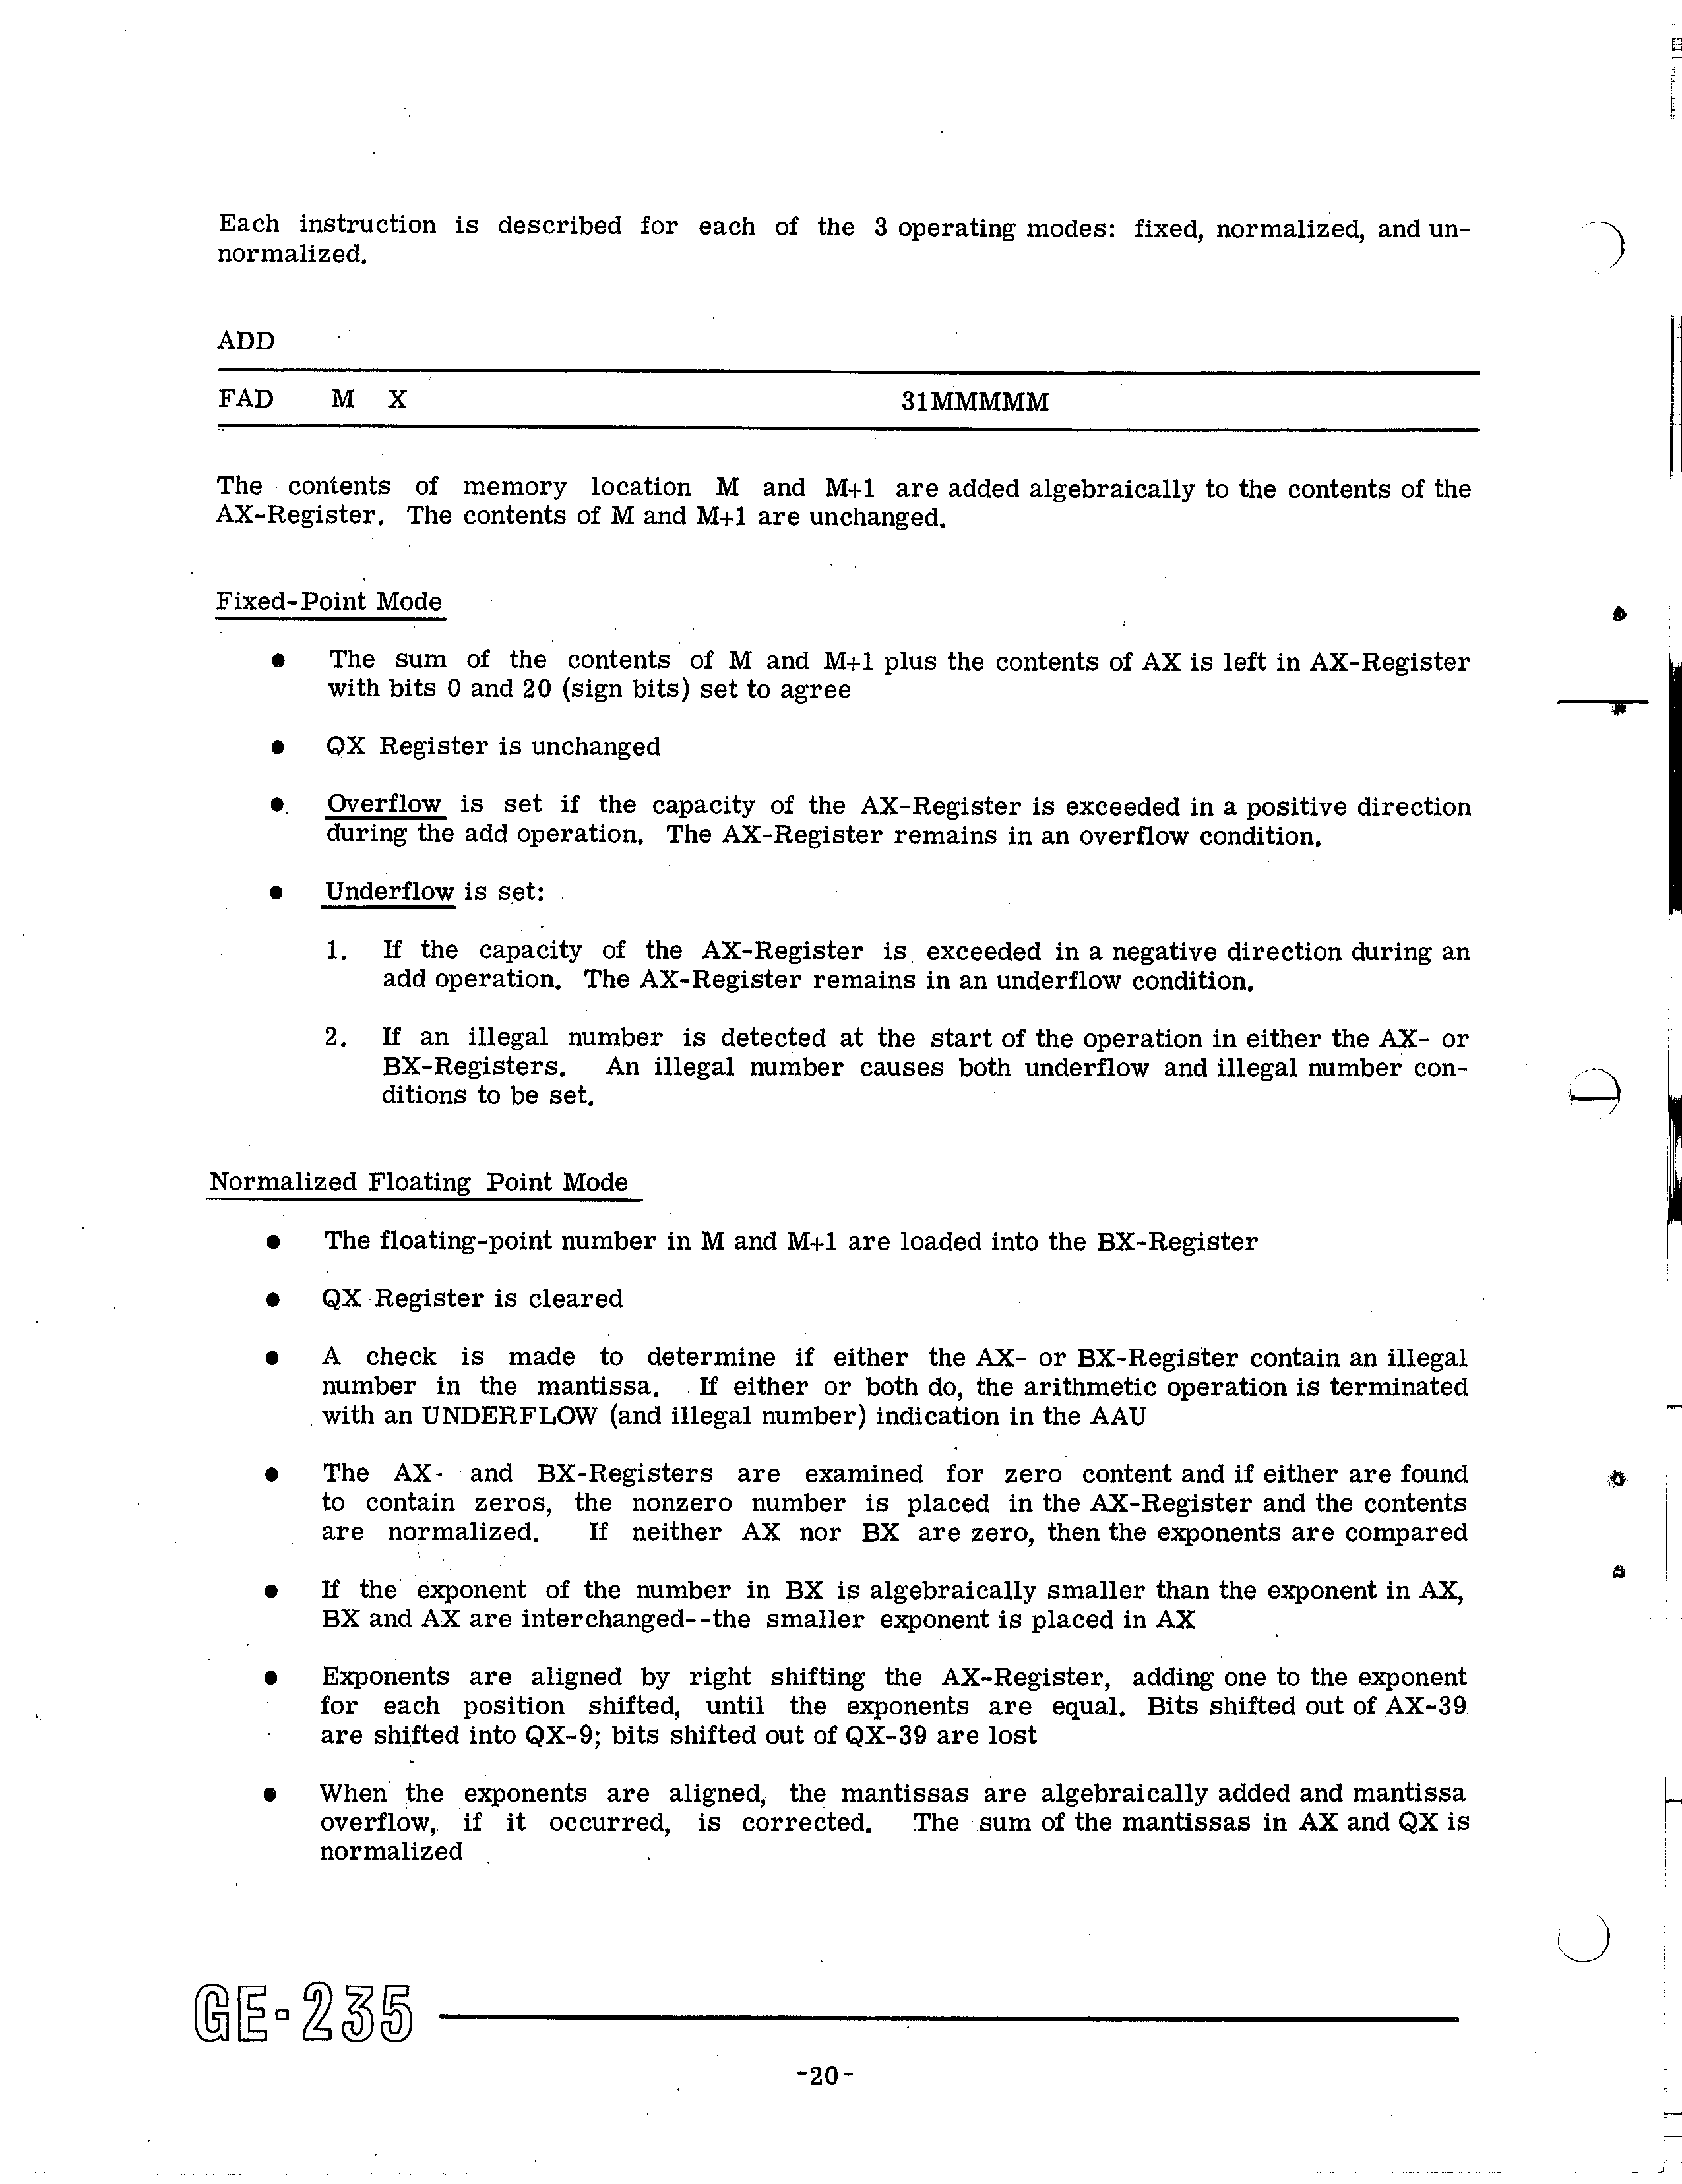 Each instruction is described for each of the 3 operating modes: fixed, normalized, and un-
normalized.
ADD
FAD M X 31MMMMM
The contents of memory location M and M+1 are added algebraically to the contents of the
AX-Register. The contents of M and M+1 are unchanged.
Fixed-Point Mode
● The sum of the contents of M and M+1 plus the contents of AX is left in AX-Register
with bits 0 and 20 (sign bits) set to agree
● QX Register is unchanged
● Overflow is set if the capacity of the AX-Register is exceeded in a positive direction
during the add operation. The AX-Register remains in an overflow condition.
● Underflow is set:
1. If the capacity of the AX-Register is exceeded in a negative direction during an
add operation. The AX-Register remains in an underflow condition.
2. If an illegal number is detected at the start of the operation in either the AX- or
BX-Registers. An illegal number causes both underflow and illegal number con-
ditions to be set.
Normalized Floating Point Mode
● The floating-point number in M and M+1 are loaded into the BX-Register
● QX Register is cleared
● A check is made to determine if either the AX- or BX-Register contain an illegal
number in the mantissa. If either or both do, the arithmetic operation is terminated
with an UNDERFLOW (and illegal number) indication in the AAU
● The AX- and BX-Registers are examined for zero content and if either are found
to contain zeros, the nonzero number is placed in the AX-Register and the contents
are normalized. If neither AX nor BX are zero, then the exponents are compared
● If the exponent of the number in BX is algebraically smaller than the exponent in AX,
BX and AX are interchanged--the smaller exponent is placed in AX
● Exponents are aligned by right shifting the AX-Register, adding one to the exponent
for each position shifted, until the exponents are equal. Bits shifted out of AX-39
are shifted into QX-9; bits shifted out of QX-39 are lost
● When the exponents are aligned, the mantissas are algebraically added and mantissa
overflow, if it occurred, is corrected. The sum of the mantissas in AX and QX is
normalized
GE-235
-20-